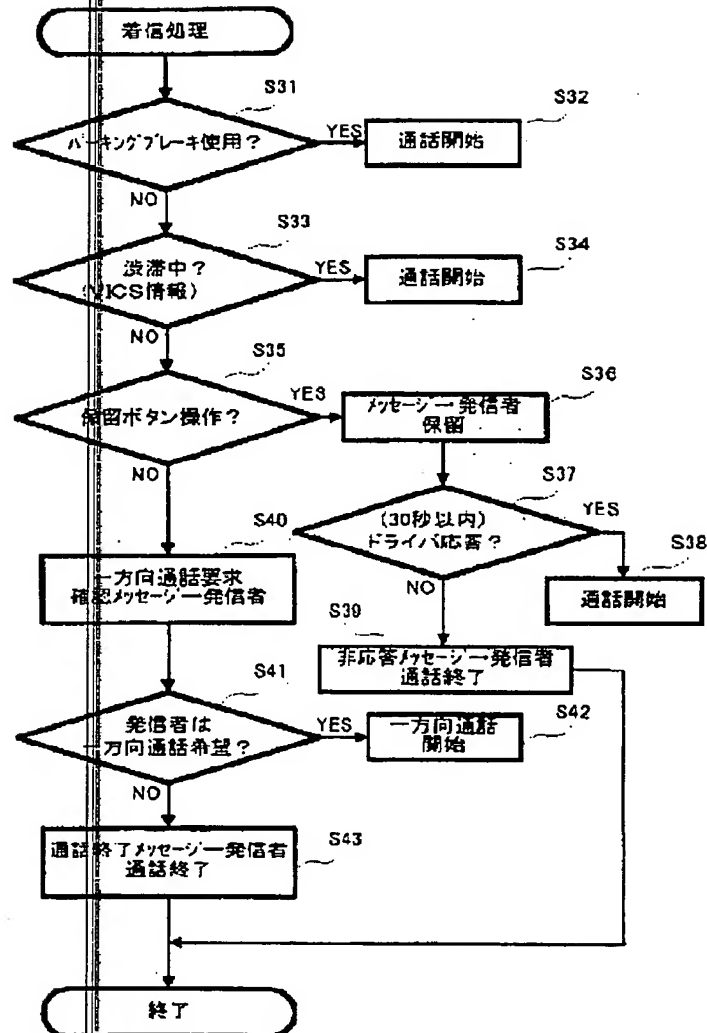 着信処理
S31
パーキングブレーキ使用？
YES
S32
通話開始
NO
S33
渋滞中？
(VICS情報)
YES
S34
通話開始
NO
S35
保留ボタン操作？
YES
S36
メッセージ→発信者
保留
S37
(30秒以内)
ドライバ応答？
YES
S38
通話開始
NO
S39
非応答メッセージ→発信者
通話終了
NO
S40
一方向通話要求
確認メッセージ→発信者
S41
発信者は
一方向通話希望？
YES
S42
一方向通話
開始
NO
S43
通話終了メッセージ→発信者
通話終了
終了